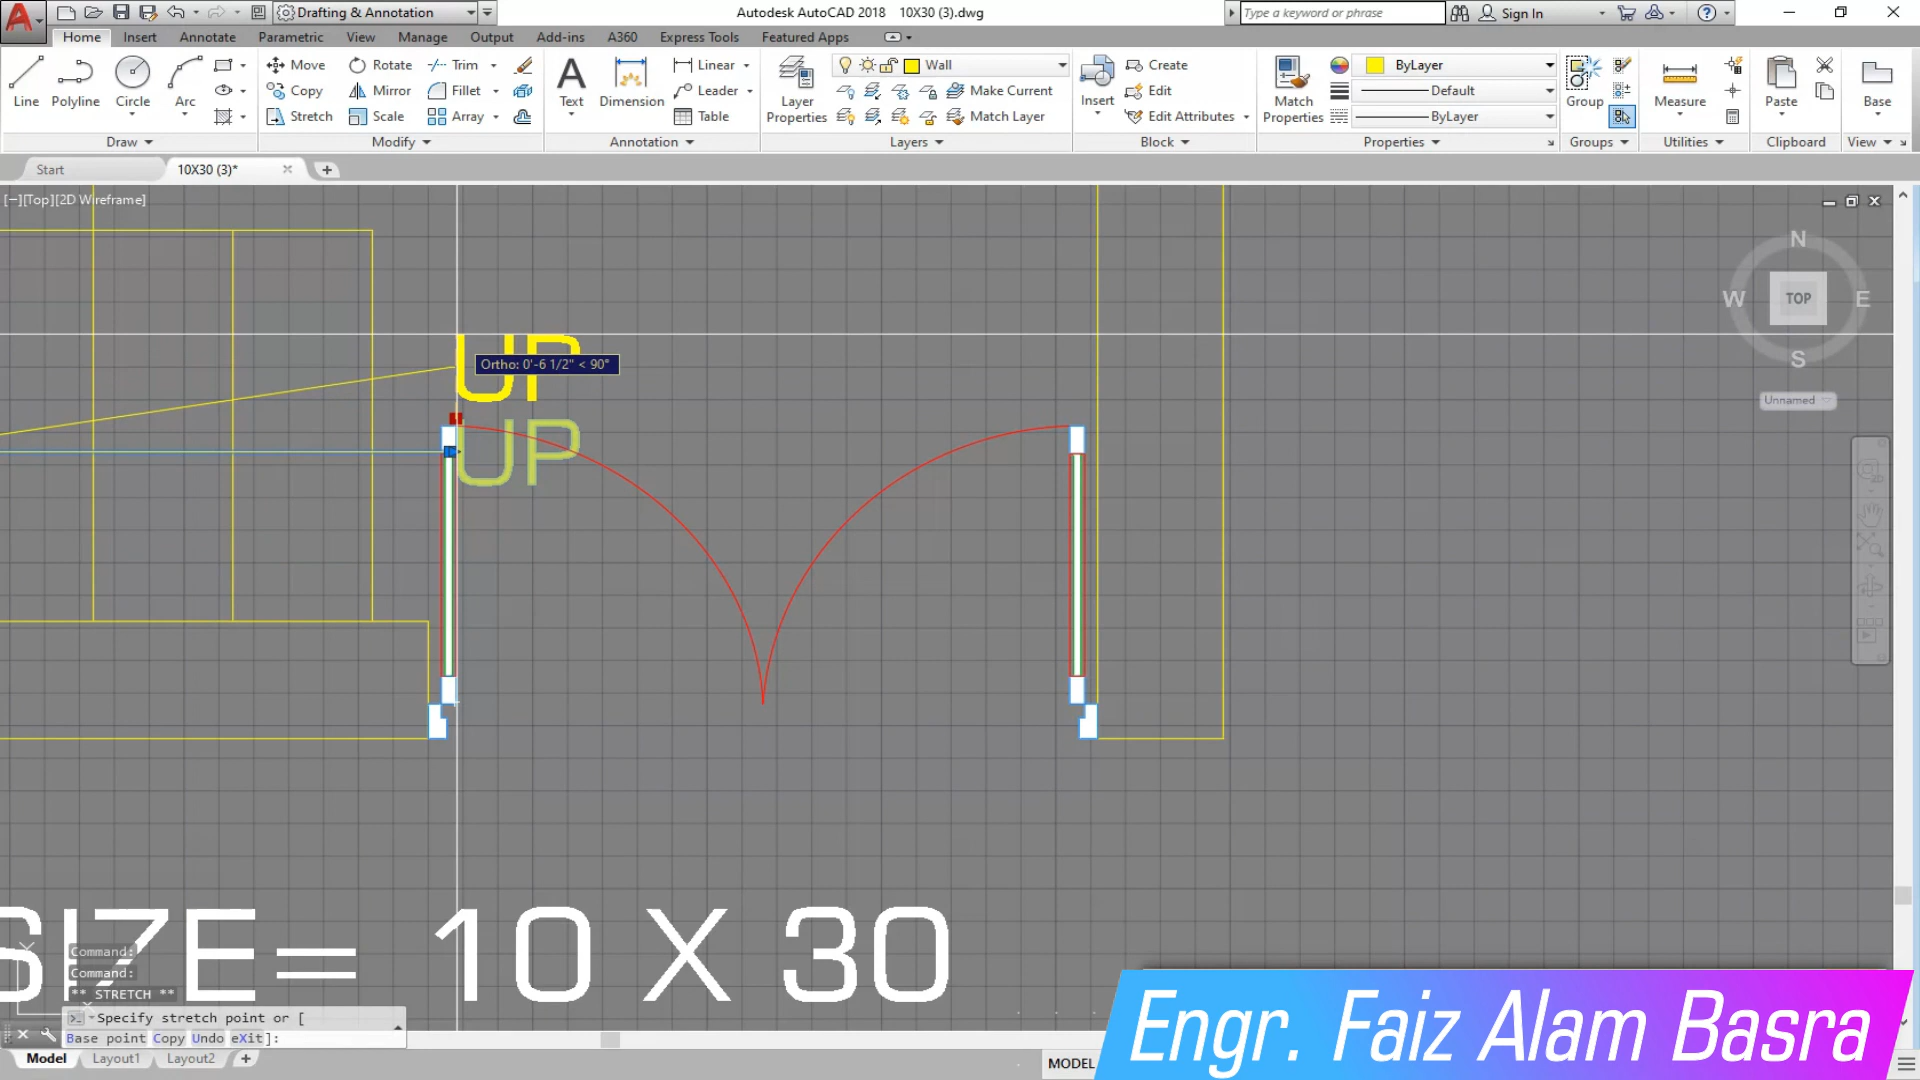 Drafting & Annotation
Autodesk AutoCAD 2018 10X30 (3).dwg
Type a keyword or phrase
Sign In
Home Insert Annotate Parametric View Manage Output Add-ins A360 Express Tools Featured Apps
Line Polyline Circle Arc
Move Rotate Trim
Copy Mirror Fillet
Stretch Scale Array
Text Dimension
Linear
Leader
Table
Layer Properties
Wall
Make Current
Match Layer
Insert
Create
Edit
Edit Attributes
Match Properties
ByLayer
Default
ByLayer
Group
Measure
Paste
Base
Draw Modify Annotation Layers Block Properties Groups Utilities Clipboard View
Start 10X30 (3)*
[−][Top][2D Wireframe]
N
W TOP E
S
Unnamed
UP
Ortho: 0'-6 1/2" < 90°
UP
SIZE= 10 X 30
Command:
Command:
** STRETCH **
Specify stretch point or [
Base point Copy Undo eXit]:
Model Layout1 Layout2
MODEL
Engr. Faiz Alam Basra